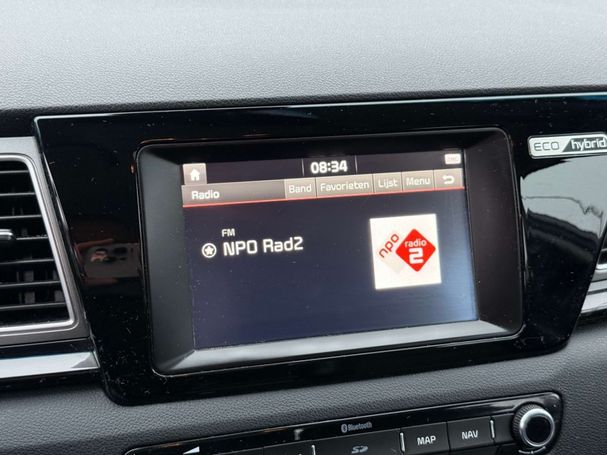 ECO hybrid
08:34
Radio Band Favorieten Lijst Menu
FM
NPO Rad2
npo radio 2
Bluetooth
MAP NAV